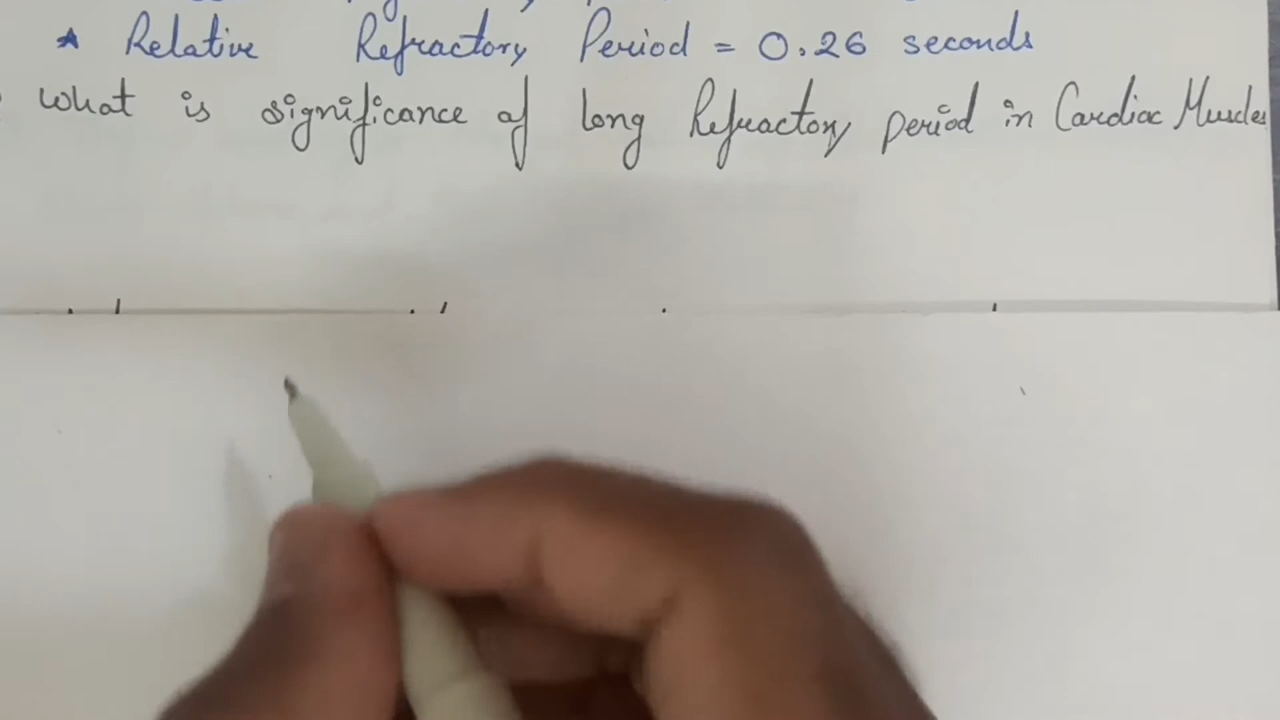 ★ Relative Refractory Period = 0.26 seconds
What is significance of long Refractory period in Cardiac Muscles